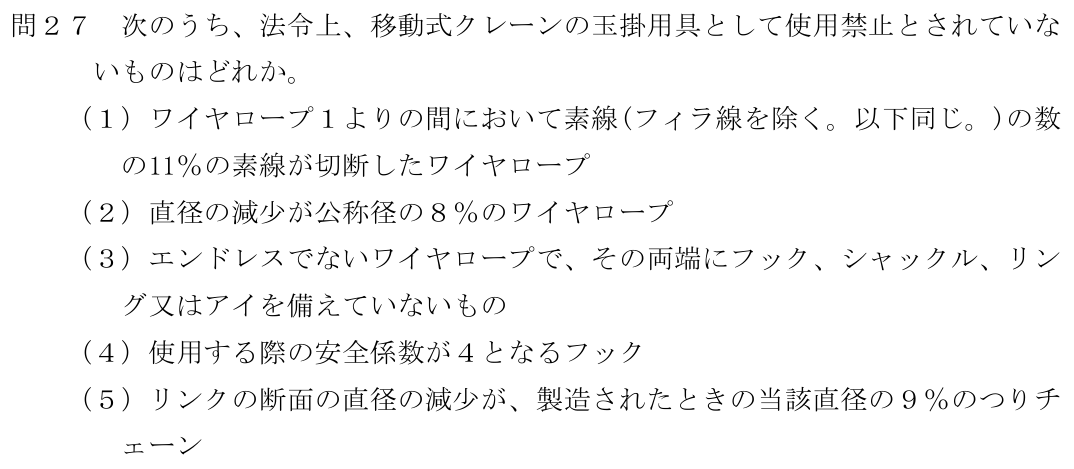 問２７　次のうち、法令上、移動式クレーンの玉掛用具として使用禁止とされていな
いものはどれか。
（１）ワイヤロープ１よりの間において素線(フィラ線を除く。以下同じ。)の数
の11％の素線が切断したワイヤロープ
（２）直径の減少が公称径の８％のワイヤロープ
（３）エンドレスでないワイヤロープで、その両端にフック、シャックル、リン
グ又はアイを備えていないもの
（４）使用する際の安全係数が４となるフック
（５）リンクの断面の直径の減少が、製造されたときの当該直径の９％のつりチ
ェーン